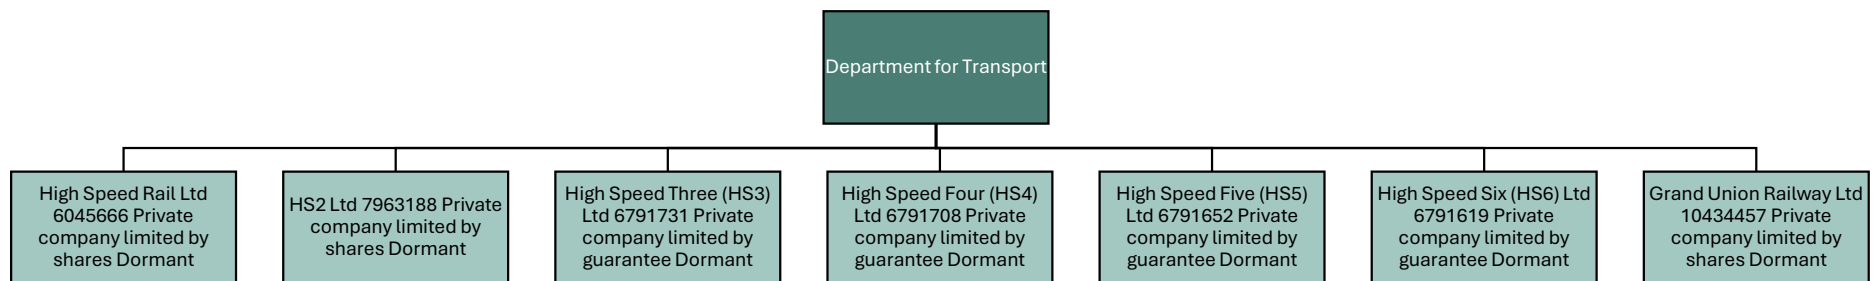 Department for Transport
High Speed Rail Ltd
6045666 Private
company limited by
shares Dormant
HS2 Ltd 7963188 Private
company limited by
shares Dormant
High Speed Three (HS3)
Ltd 6791731 Private
company limited by
guarantee Dormant
High Speed Four (HS4)
Ltd 6791708 Private
company limited by
guarantee Dormant
High Speed Five (HS5)
Ltd 6791652 Private
company limited by
guarantee Dormant
High Speed Six (HS6) Ltd
6791619 Private
company limited by
guarantee Dormant
Grand Union Railway Ltd
10434457 Private
company limited by
shares Dormant